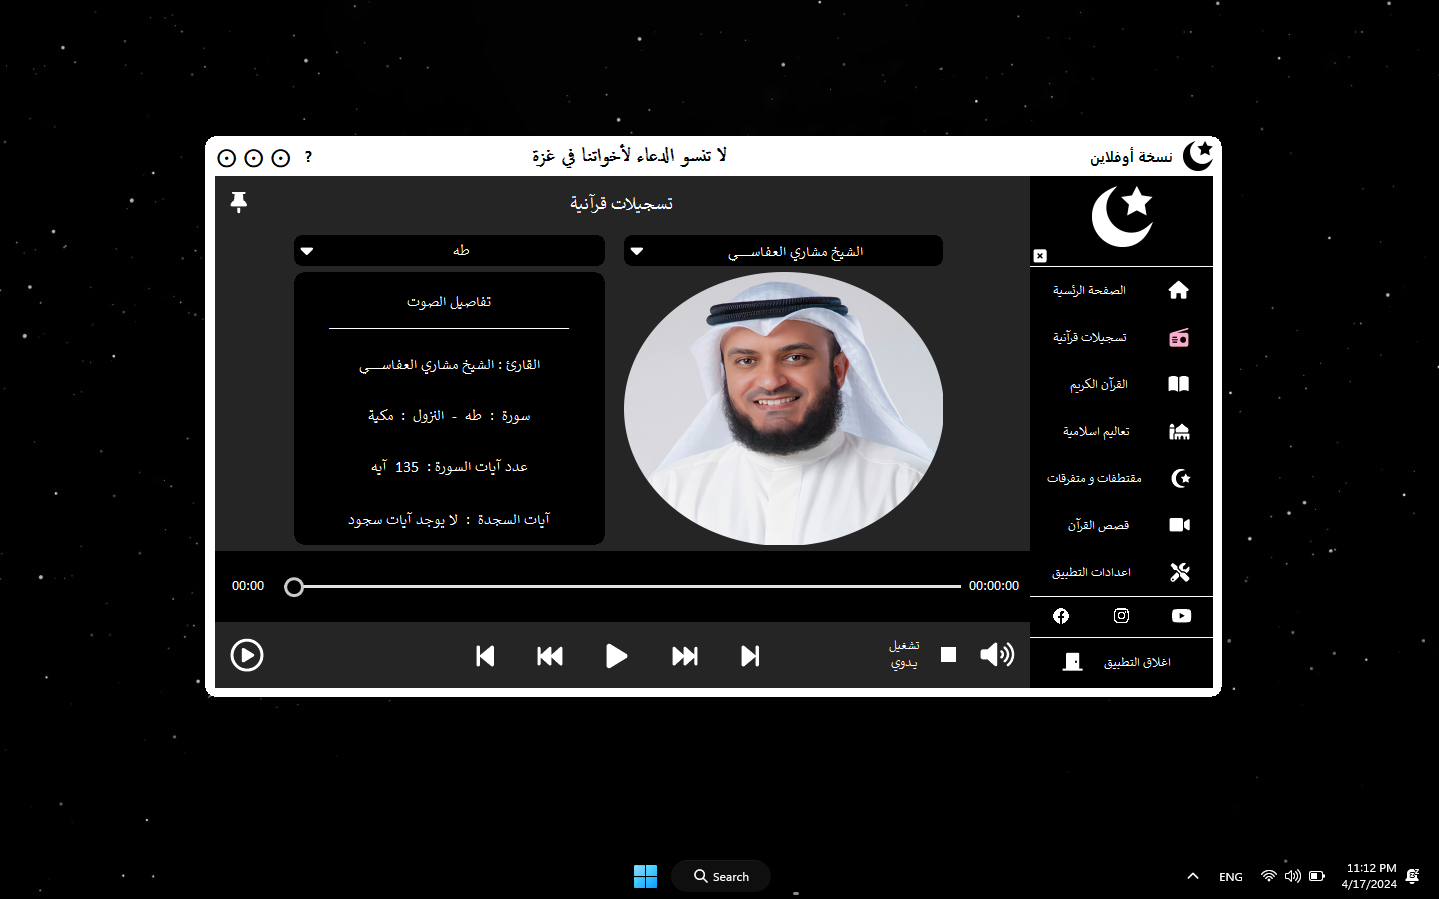 نسخة أوفلاين
لا تنسو الدعاء لأخواتنا في غزة
?
تسجيلات قرآنية
الشيخ مشاري العفاســـي
طه
تفاصيل الصوت
القارئ : الشيخ مشاري العفاســـي
سورة : طه - النزول : مكية
عدد آيات السورة : 135 آيه
آيات السجدة : لا يوجد آيات سجود
الصفحة الرئسية
تسجيلات قرآنية
القرآن الكريم
تعاليم اسلامية
مقتطفات و متفرقات
قصص القرآن
اعدادات التطبيق
اغلاق التطبيق
00:00
00:00:00
تشغيل
يدوي
Search
ENG
11:12 PM
4/17/2024